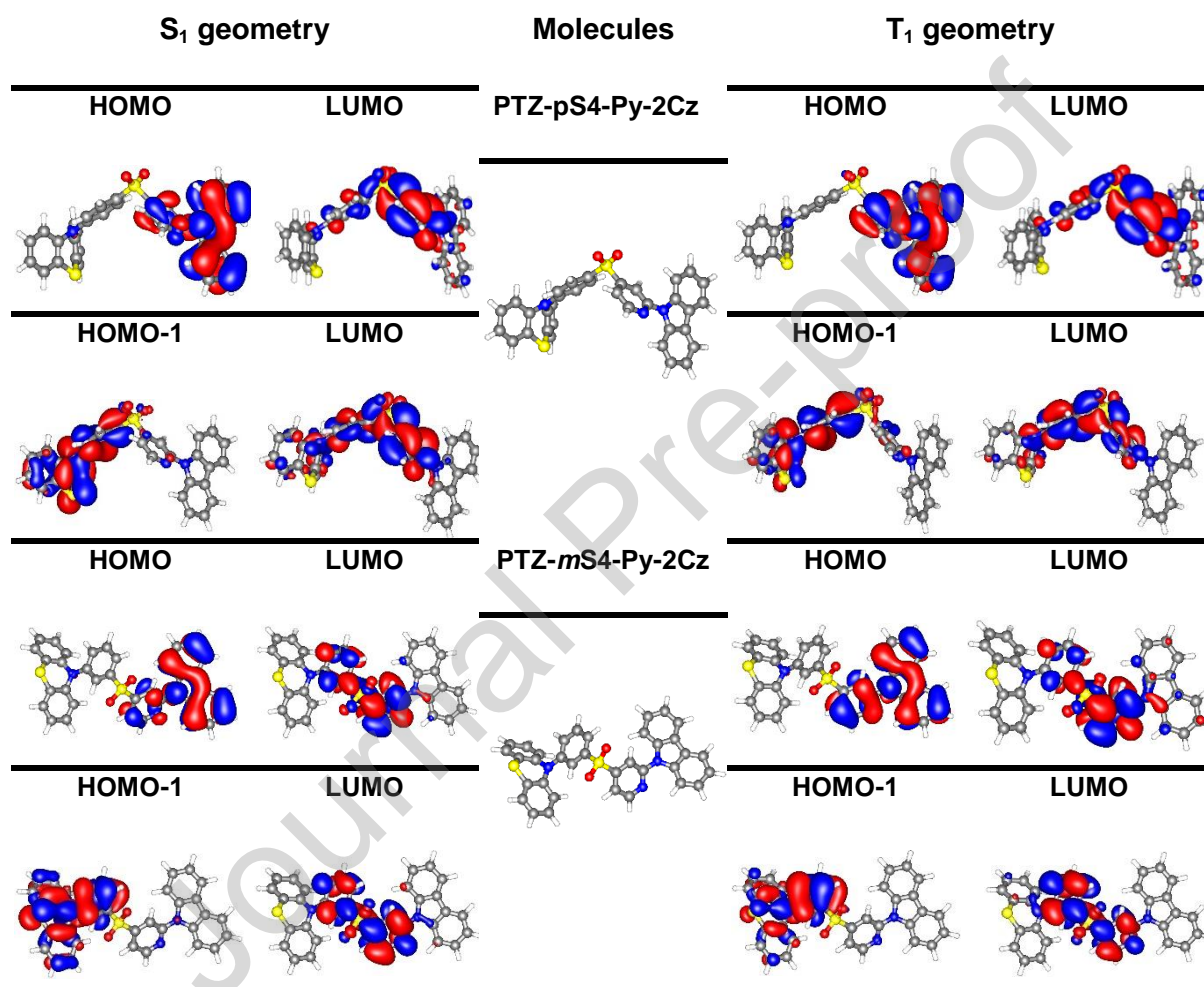 S₁ geometry Molecules T₁ geometry
HOMO LUMO PTZ-pS4-Py-2Cz HOMO LUMO
HOMO-1 LUMO HOMO-1 LUMO
HOMO LUMO PTZ-mS4-Py-2Cz HOMO LUMO
HOMO-1 LUMO HOMO-1 LUMO
Journal Pre-proof